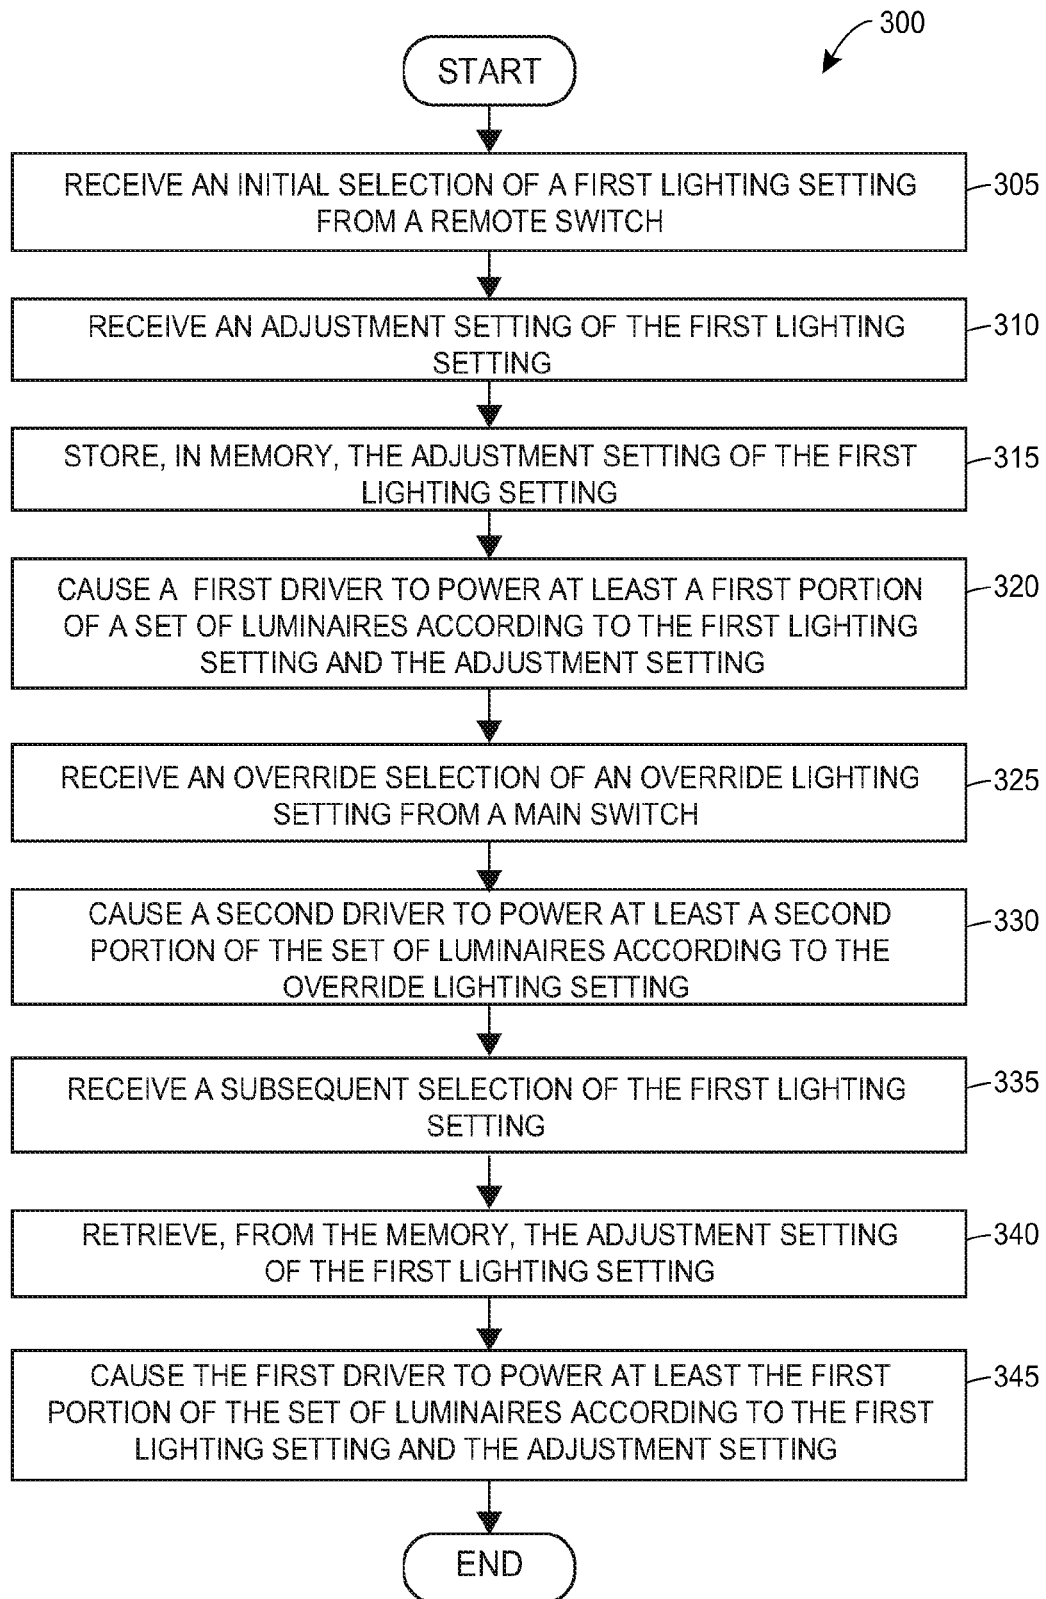 300
START
RECEIVE AN INITIAL SELECTION OF A FIRST LIGHTING SETTING
FROM A REMOTE SWITCH
305
RECEIVE AN ADJUSTMENT SETTING OF THE FIRST LIGHTING
SETTING
310
STORE, IN MEMORY, THE ADJUSTMENT SETTING OF THE FIRST
LIGHTING SETTING
315
CAUSE A FIRST DRIVER TO POWER AT LEAST A FIRST PORTION
OF A SET OF LUMINAIRES ACCORDING TO THE FIRST LIGHTING
SETTING AND THE ADJUSTMENT SETTING
320
RECEIVE AN OVERRIDE SELECTION OF AN OVERRIDE LIGHTING
SETTING FROM A MAIN SWITCH
325
CAUSE A SECOND DRIVER TO POWER AT LEAST A SECOND
PORTION OF THE SET OF LUMINAIRES ACCORDING TO THE
OVERRIDE LIGHTING SETTING
330
RECEIVE A SUBSEQUENT SELECTION OF THE FIRST LIGHTING
SETTING
335
RETRIEVE, FROM THE MEMORY, THE ADJUSTMENT SETTING
OF THE FIRST LIGHTING SETTING
340
CAUSE THE FIRST DRIVER TO POWER AT LEAST THE FIRST
PORTION OF THE SET OF LUMINAIRES ACCORDING TO THE FIRST
LIGHTING SETTING AND THE ADJUSTMENT SETTING
345
END